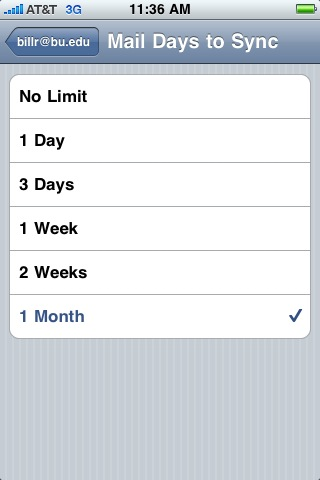 AT&T 3G 11:36 AM
billr@bu.edu Mail Days to Sync
No Limit
1 Day
3 Days
1 Week
2 Weeks
1 Month